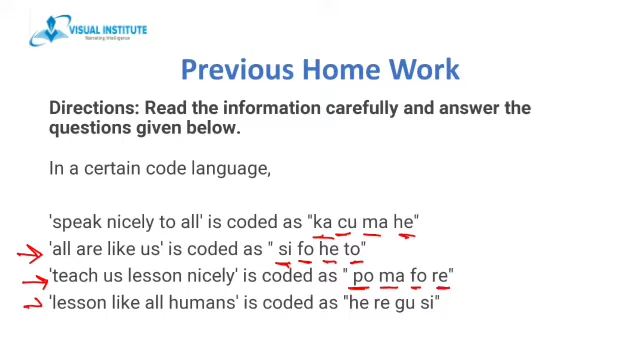 VISUAL INSTITUTE
Narrating Intelligence
Previous Home Work
Directions: Read the information carefully and answer the
questions given below.
In a certain code language,
'speak nicely to all' is coded as "ka cu ma he"
'all are like us' is coded as " si fo he to"
'teach us lesson nicely' is coded as " po ma fo re"
'lesson like all humans' is coded as "he re gu si"